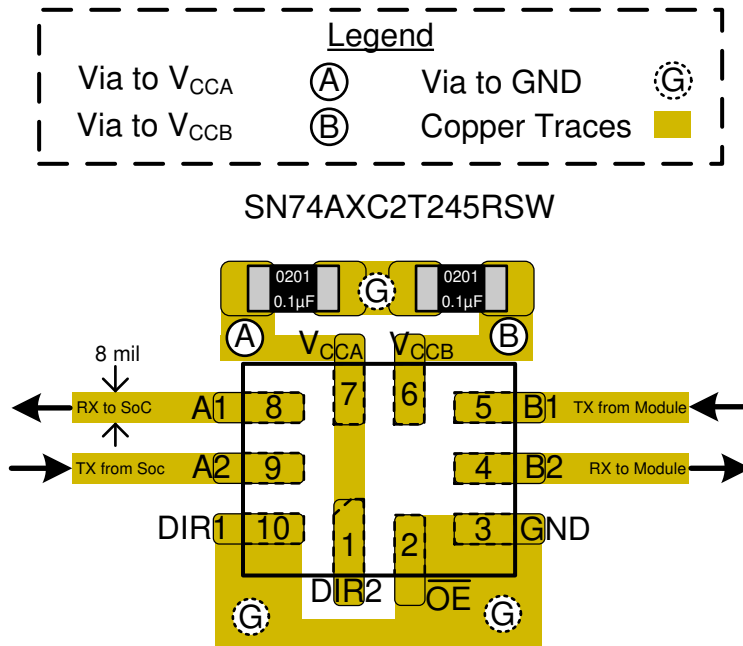 Legend
Via to VCCA A Via to GND G
Via to VCCB B Copper Traces
SN74AXC2T245RSW
0201 0201
0.1µF G 0.1µF
A VCCA VCCB B
8 mil
7 6
RX to SoC A1 8 5 B1 TX from Module
TX from Soc A2 9 4 B2 RX to Module
DIR1 10 1 2 3 GND
DIR2 OE
G G